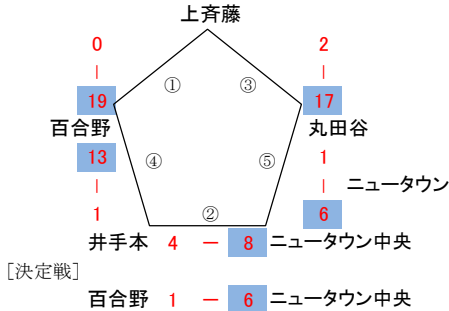 上斉藤
0 2
| |
① ③
19 17
百合野 丸田谷
13 1
④ ⑤
| | ニュータウン
1 6
②
井手本 4 － 8 ニュータウン中央
[決定戦]
百合野 1 － 6 ニュータウン中央